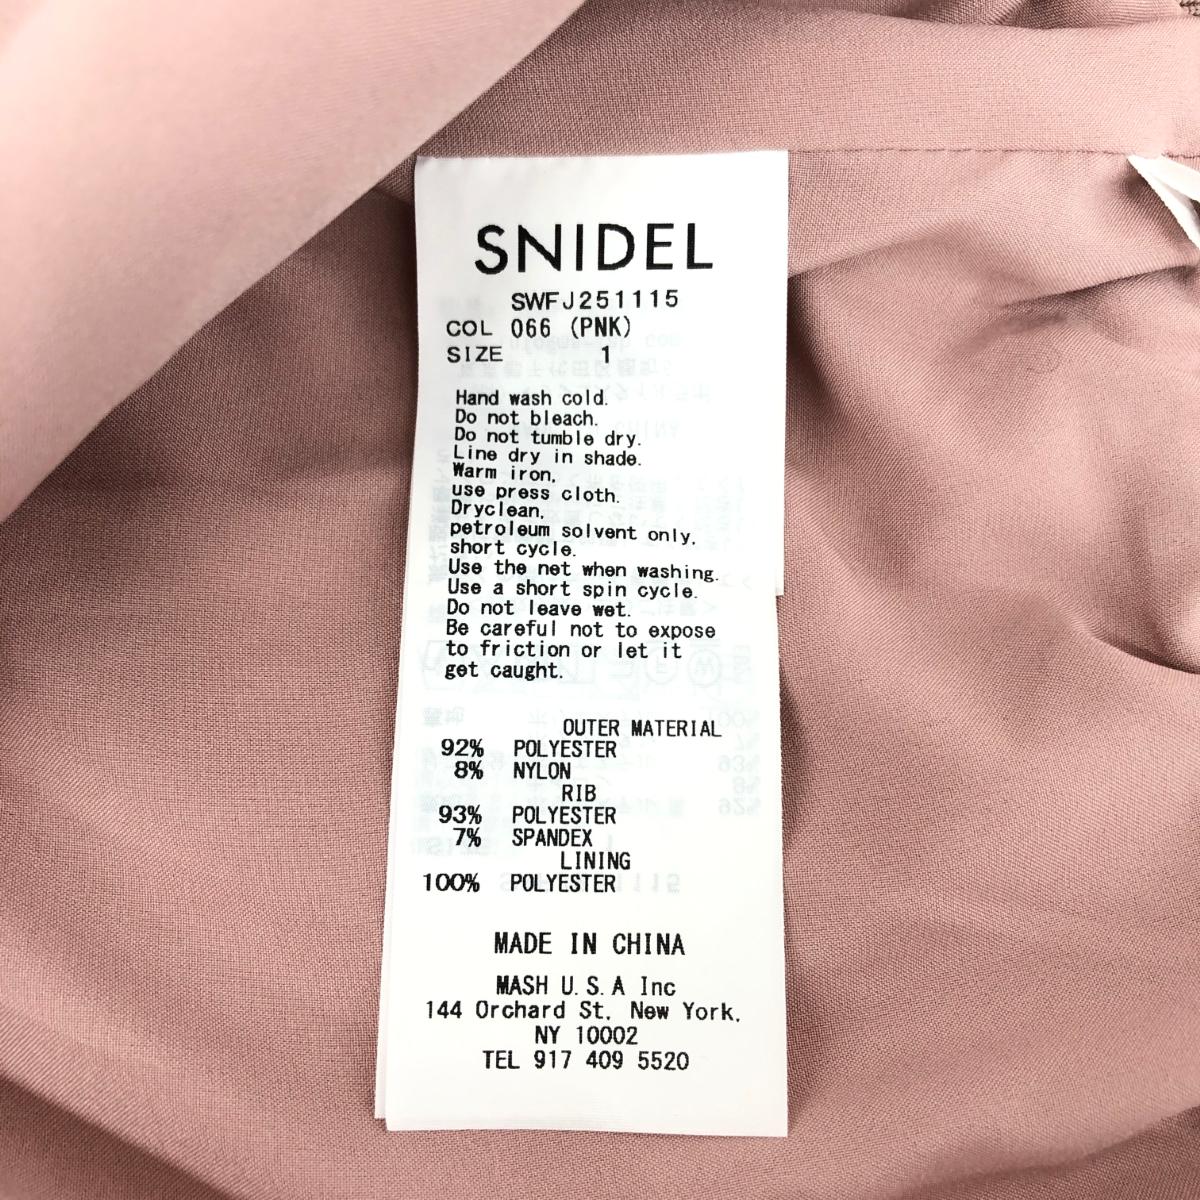 SNIDEL
SWFJ251115
COL 066 (PNK)
SIZE 1
Hand wash cold.
Do not bleach.
Do not tumble dry.
Line dry in shade.
Warm iron,
use press cloth.
Dryclean,
petroleum solvent only,
short cycle.
Use the net when washing.
Use a short spin cycle.
Do not leave wet.
Be careful not to expose
to friction or let it
get caught.
OUTER MATERIAL
92% POLYESTER
8% NYLON
RIB
93% POLYESTER
7% SPANDEX
LINING
100% POLYESTER
MADE IN CHINA
MASH U.S.A Inc
144 Orchard St, New York,
NY 10002
TEL 917 409 5520